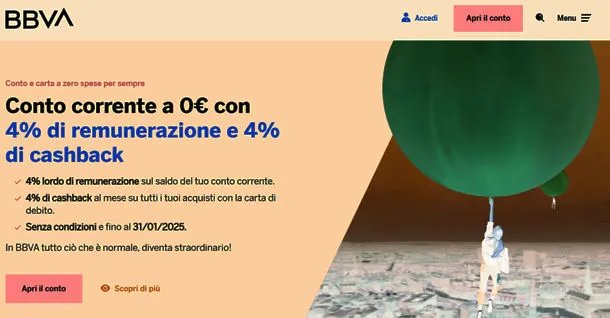 BBVA
Accedi
Apri il conto
Menu
Conto e carta a zero spese per sempre
Conto corrente a 0€ con
4% di remunerazione e 4%
di cashback
4% lordo di remunerazione sul saldo del tuo conto corrente.
4% di cashback al mese su tutti i tuoi acquisti con la carta di
debito.
Senza condizioni e fino al 31/01/2025.
In BBVA tutto ciò che è normale, diventa straordinario!
Apri il conto
Scopri di più